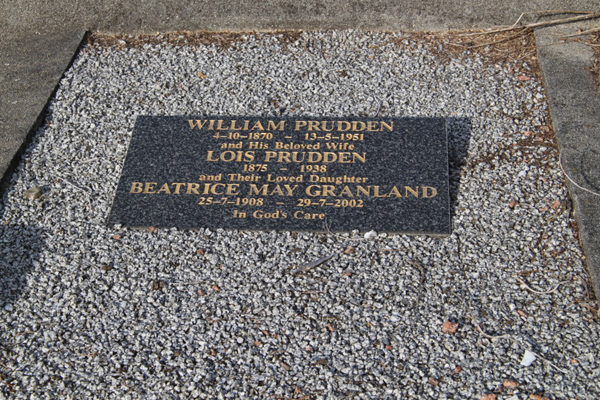 WILLIAM PRUDDEN
4-10-1870 - 13-5-1951
and His Beloved Wife
LOIS PRUDDEN
1875 - 1938
and Their Loved Daughter
BEATRICE MAY GRANLAND
25-7-1908 - 29-7-2002
In God's Care